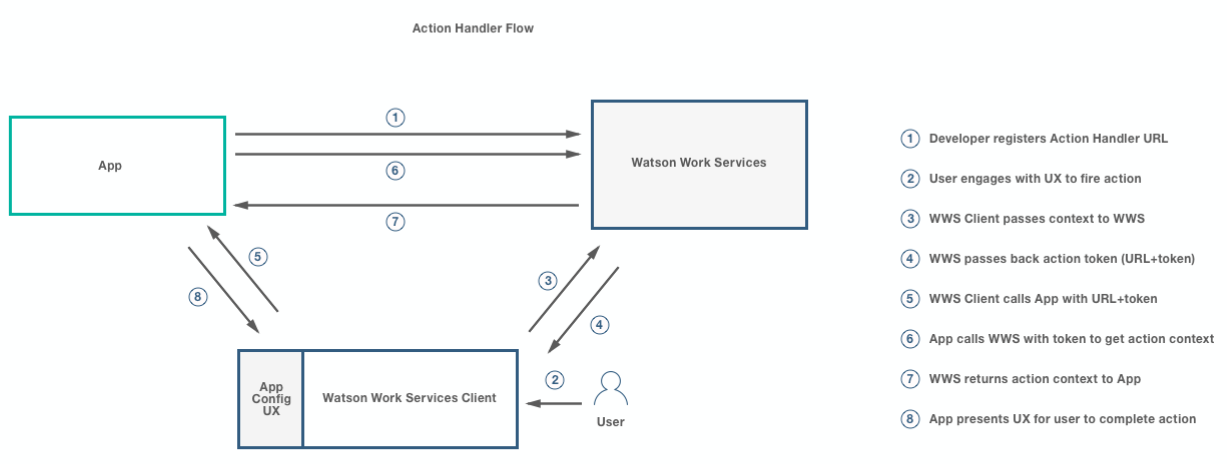 Action Handler Flow
1
App
6
Watson Work Services
7
5
8
3
4
App
Config
UX
Watson Work Services Client
2
User
1 Developer registers Action Handler URL
2 User engages with UX to fire action
3 WWS Client passes context to WWS
4 WWS passes back action token (URL+token)
5 WWS Client calls App with URL+token
6 App calls WWS with token to get action context
7 WWS returns action context to App
8 App presents UX for user to complete action